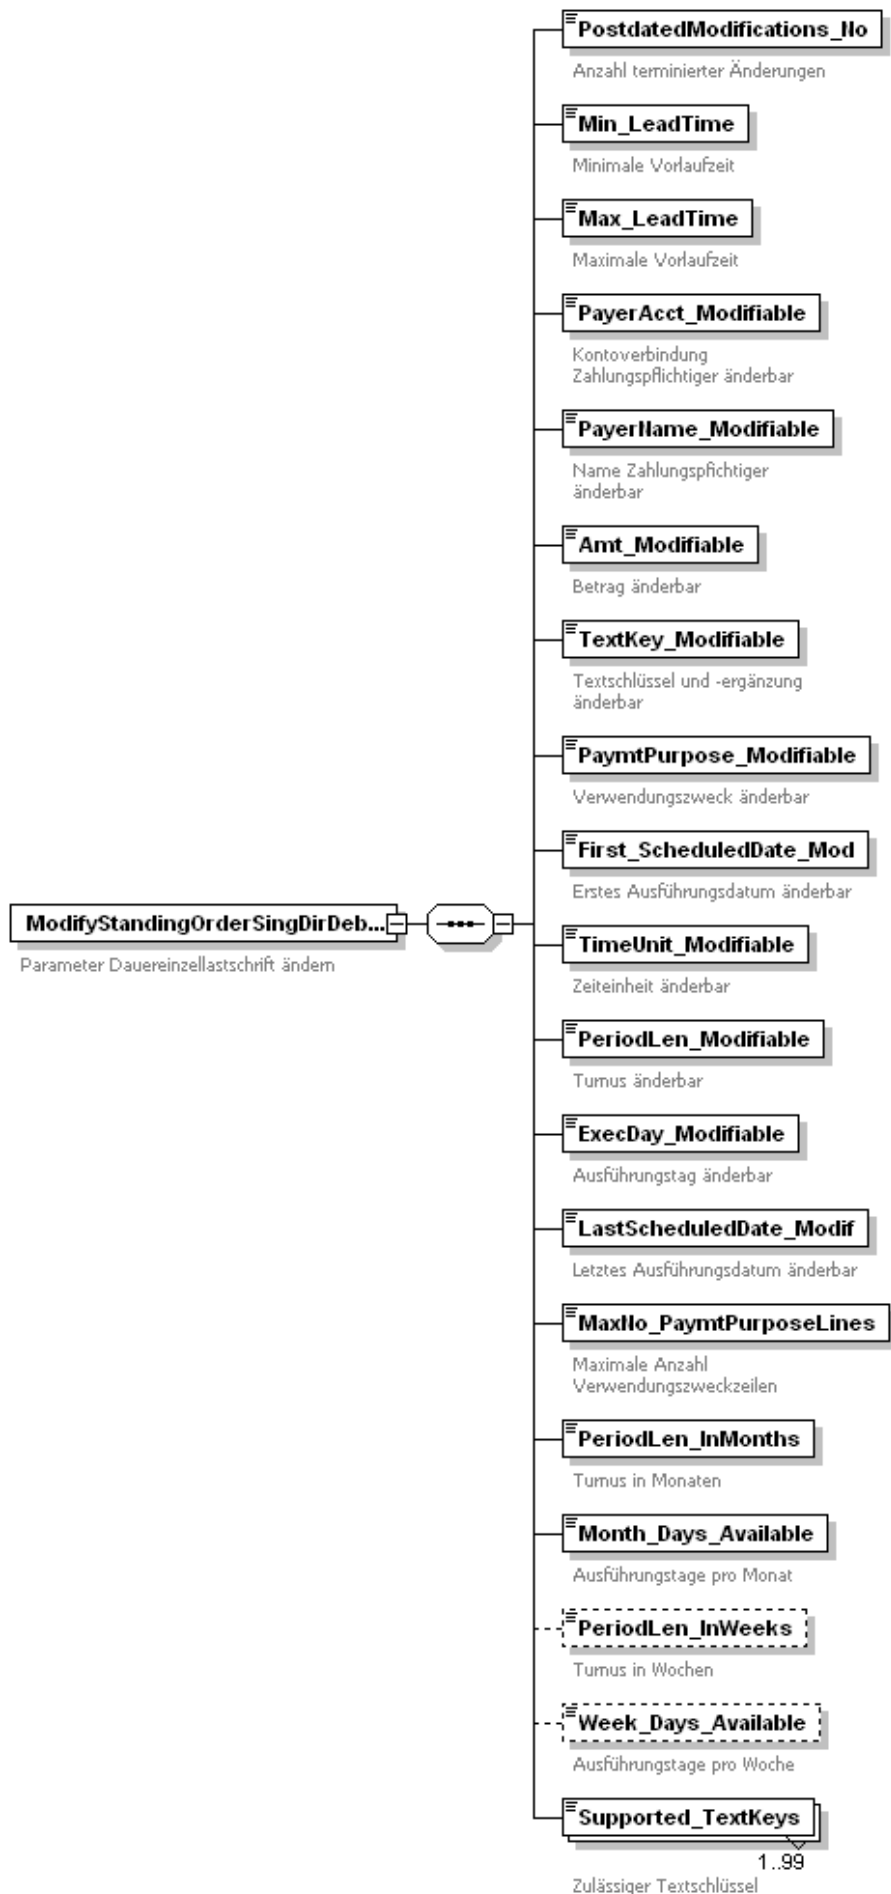 PostdatedModifications_No
Anzahl terminierter Änderungen
Min_LeadTime
Minimale Vorlaufzeit
Max_LeadTime
Maximale Vorlaufzeit
PayerAcct_Modifiable
Kontoverbindung
Zahlungspflichtiger änderbar
PayerName_Modifiable
Name Zahlungspfichtiger
änderbar
Amt_Modifiable
Betrag änderbar
TextKey_Modifiable
Textschlüssel und -ergänzung
änderbar
PaymtPurpose_Modifiable
Verwendungszweck änderbar
First_ScheduledDate_Mod
Erstes Ausführungsdatum änderbar
ModifyStandingOrderSingDirDeb...
Parameter Dauereinzellastschrift ändern
TimeUnit_Modifiable
Zeiteinheit änderbar
PeriodLen_Modifiable
Turnus änderbar
ExecDay_Modifiable
Ausführungstag änderbar
LastScheduledDate_Modif
Letztes Ausführungsdatum änderbar
MaxNo_PaymtPurposeLines
Maximale Anzahl
Verwendungszweckzeilen
PeriodLen_InMonths
Turnus in Monaten
Month_Days_Available
Ausführungstage pro Monat
PeriodLen_InWeeks
Turnus in Wochen
Week_Days_Available
Ausführungstage pro Woche
Supported_TextKeys
1..99
Zulässiger Textschlüssel